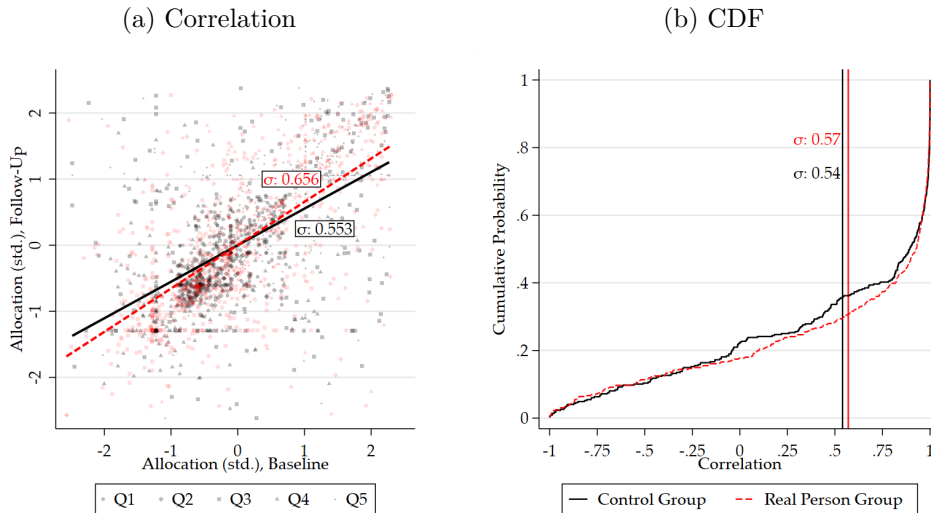 (a) Correlation
Allocation (std.), Follow-Up
2
1
0
-1
-2
σ: 0.656
σ: 0.553
-2
-1
0
1
2
Allocation (std.), Baseline
Q1
Q2
Q3
Q4
Q5
(b) CDF
Cumulative Probability
1
.8
.6
.4
.2
0
σ: 0.57
σ: 0.54
-1
-.75
-.5
-.25
0
.25
.5
.75
1
Correlation
Control Group
Real Person Group